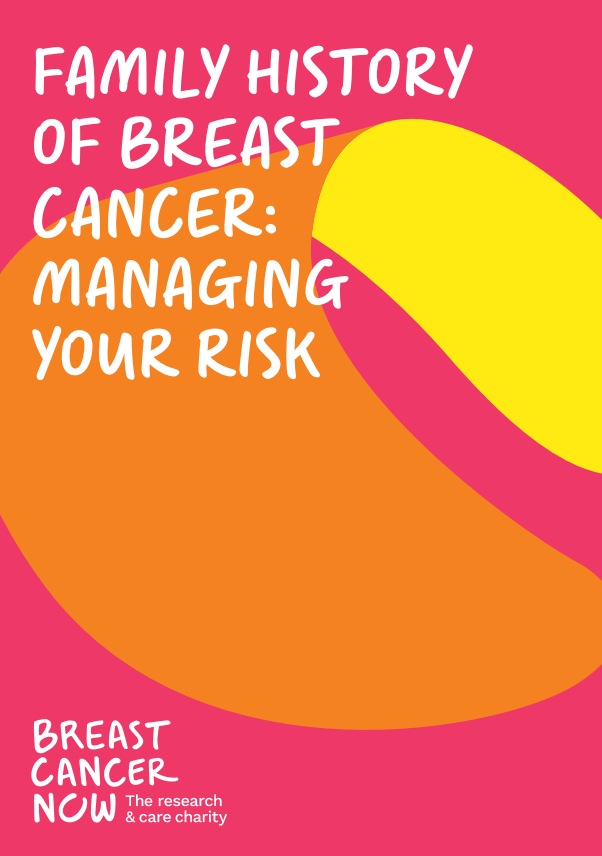 FAMILY HISTORY
OF BREAST
CANCER:
MANAGING
YOUR RISK
BREAST
CANCER
NOW The research
& care charity